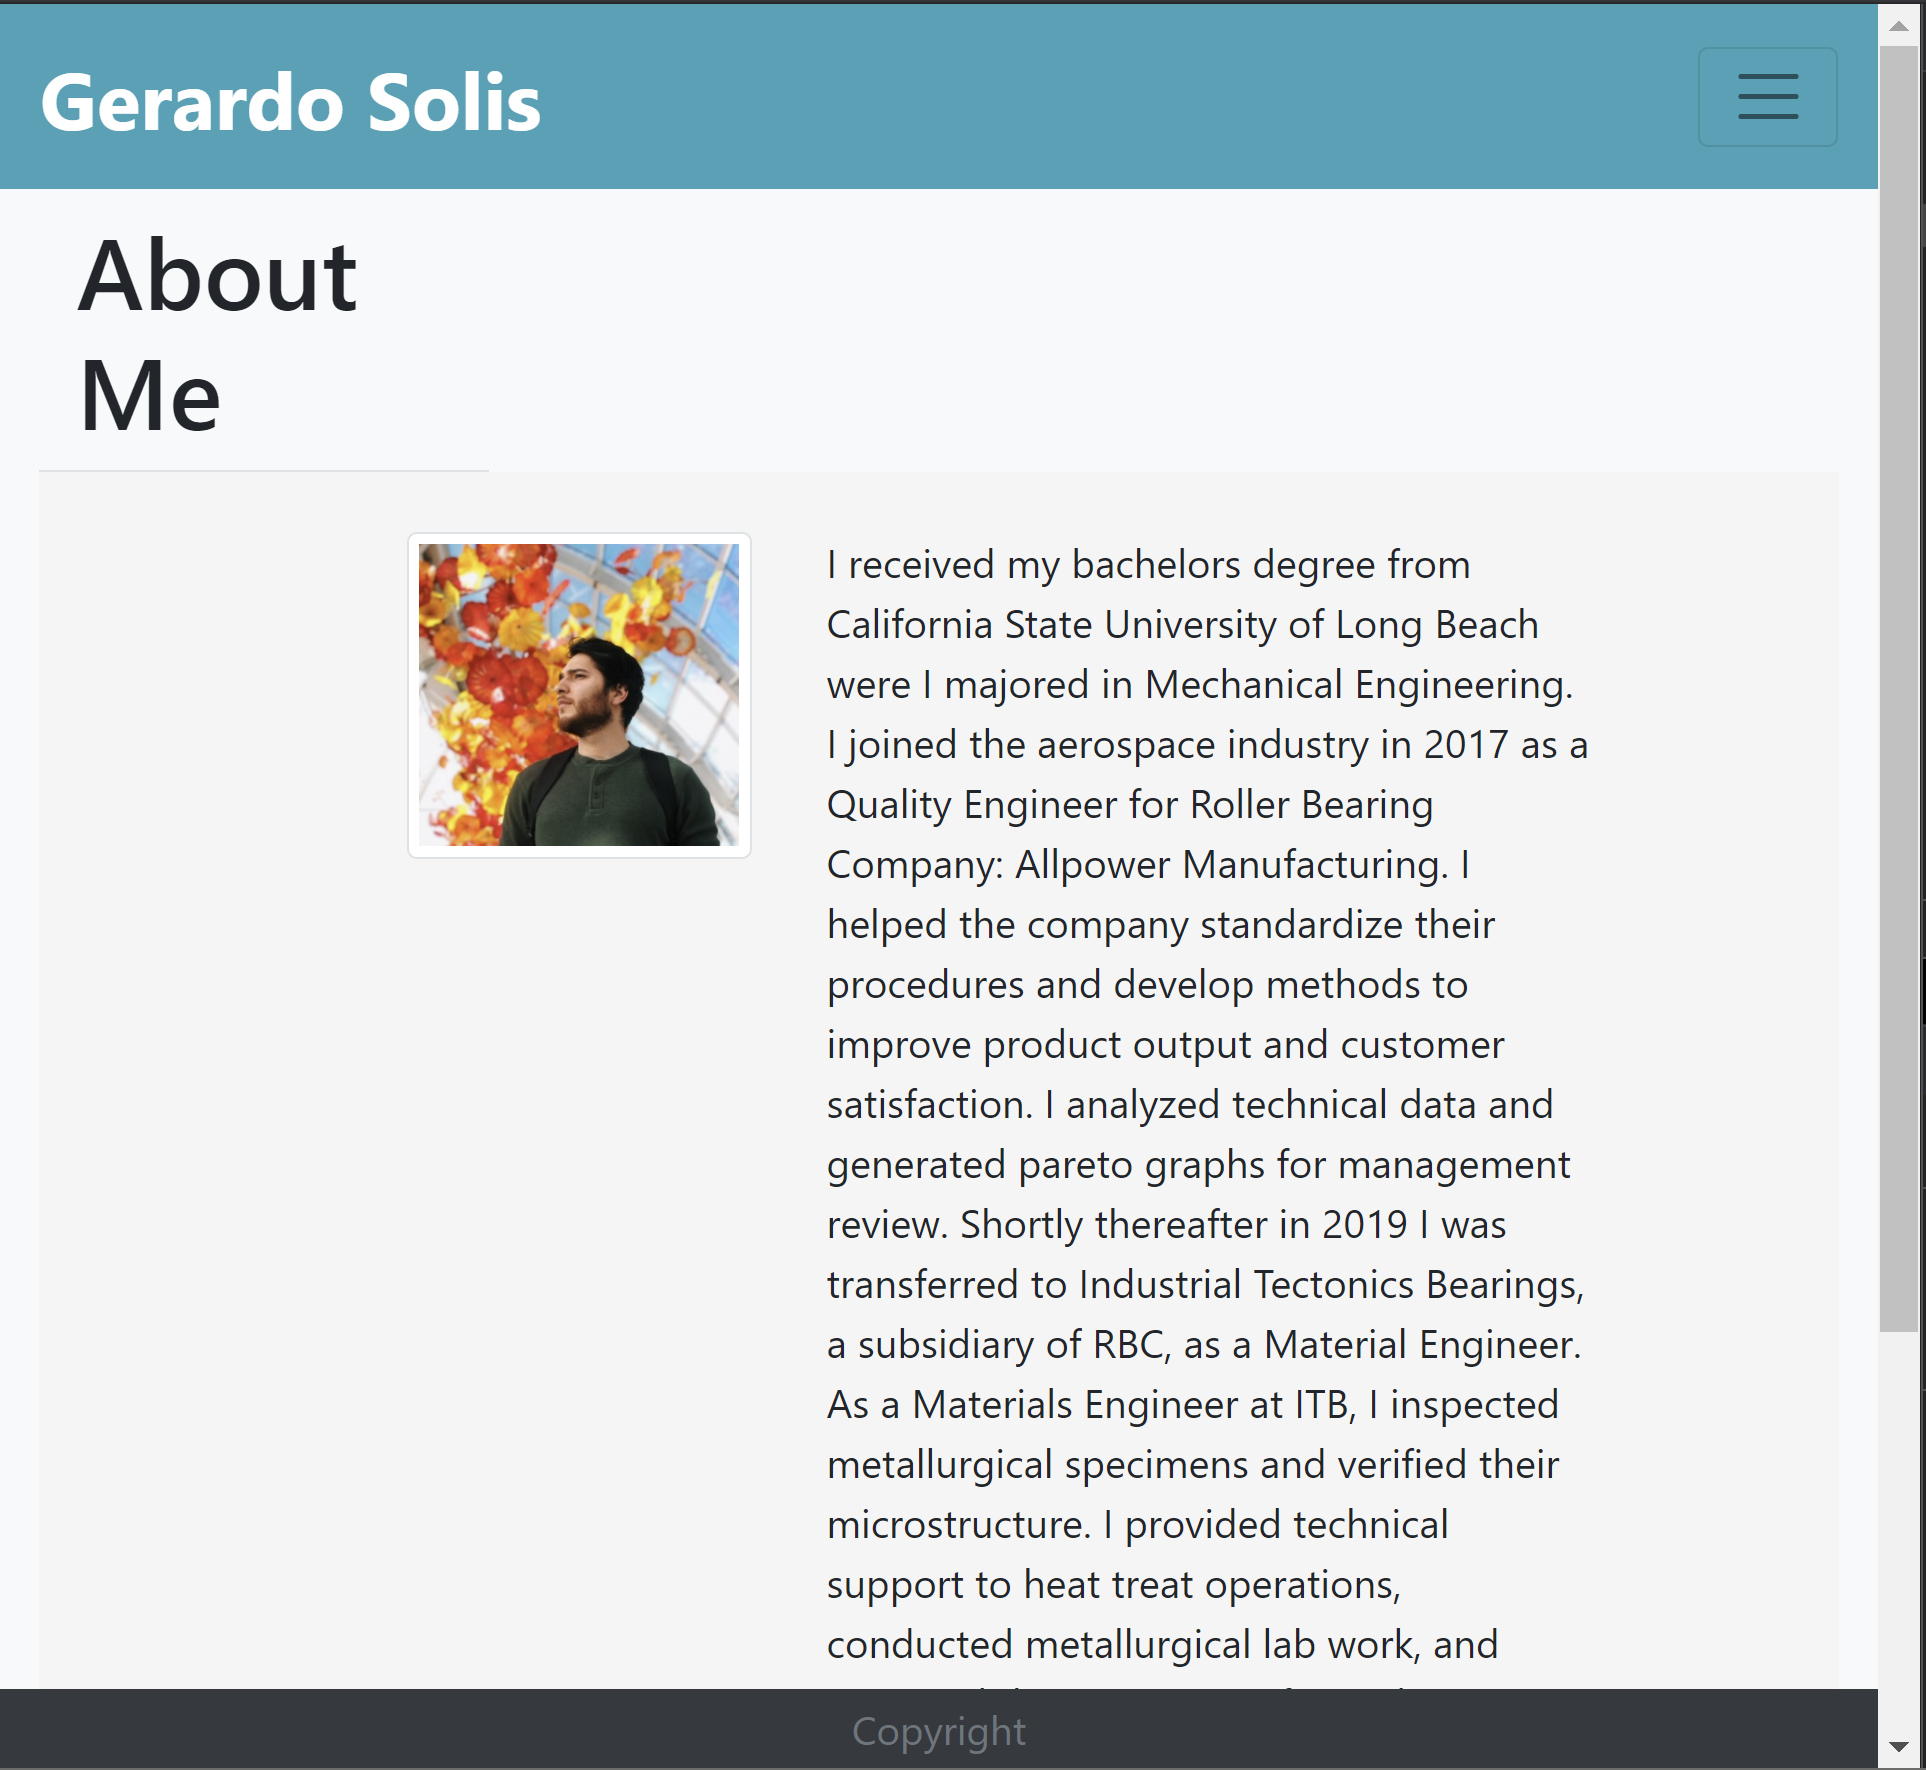 Gerardo Solis
About
Me
I received my bachelors degree from
California State University of Long Beach
were I majored in Mechanical Engineering.
I joined the aerospace industry in 2017 as a
Quality Engineer for Roller Bearing
Company: Allpower Manufacturing. I
helped the company standardize their
procedures and develop methods to
improve product output and customer
satisfaction. I analyzed technical data and
generated pareto graphs for management
review. Shortly thereafter in 2019 I was
transferred to Industrial Tectonics Bearings,
a subsidiary of RBC, as a Material Engineer.
As a Materials Engineer at ITB, I inspected
metallurgical specimens and verified their
microstructure. I provided technical
support to heat treat operations,
conducted metallurgical lab work, and
Copyright